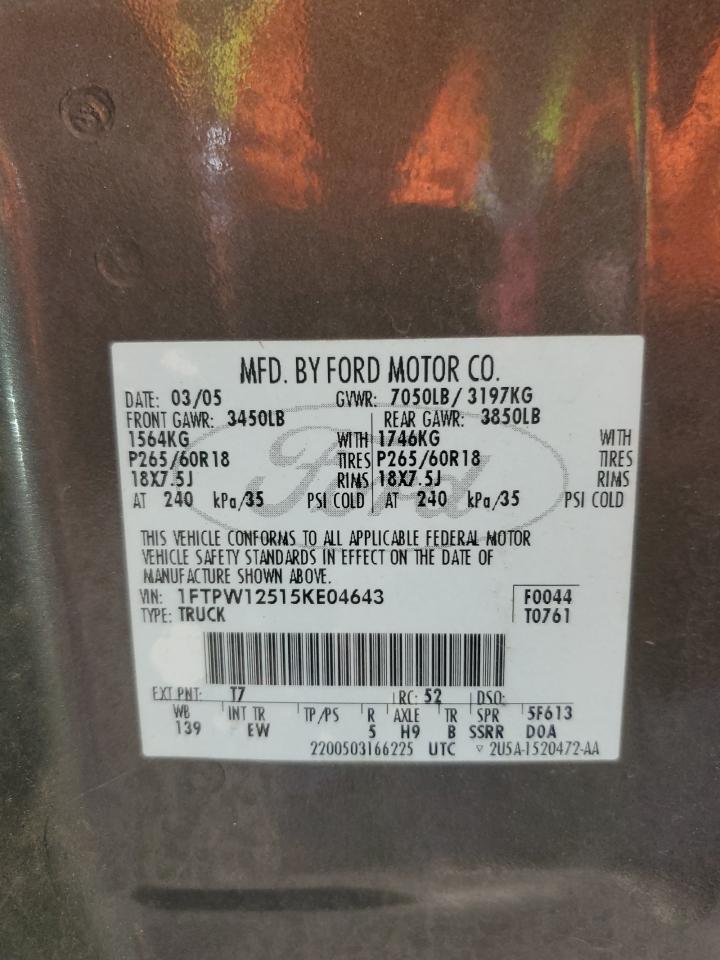 MFD. BY FORD MOTOR CO.
DATE: 03/05 GVWR: 7050LB/ 3197KG
FRONT GAWR: 3450LB REAR GAWR: 3850LB
1564KG WITH 1746KG WITH
P265/60R18 TIRES P265/60R18 TIRES
18X7.5J RIMS 18X7.5J RIMS
AT 240 kPa/35 PSI COLD AT 240 kPa/35 PSI COLD
Ford
THIS VEHICLE CONFORMS TO ALL APPLICABLE FEDERAL MOTOR
VEHICLE SAFETY STANDARDS IN EFFECT ON THE DATE OF
MANUFACTURE SHOWN ABOVE.
VIN: 1FTPW12515KE04643 F0044
TYPE: TRUCK T0761
EXT PNT: T7 RC: 52 DSO:
WB INT TR TP/PS R AXLE TR SPR 5F613
139 EW 5 H9 B SSRR DOA
2200503166225 UTC ▽ 2U5A-1520472-AA